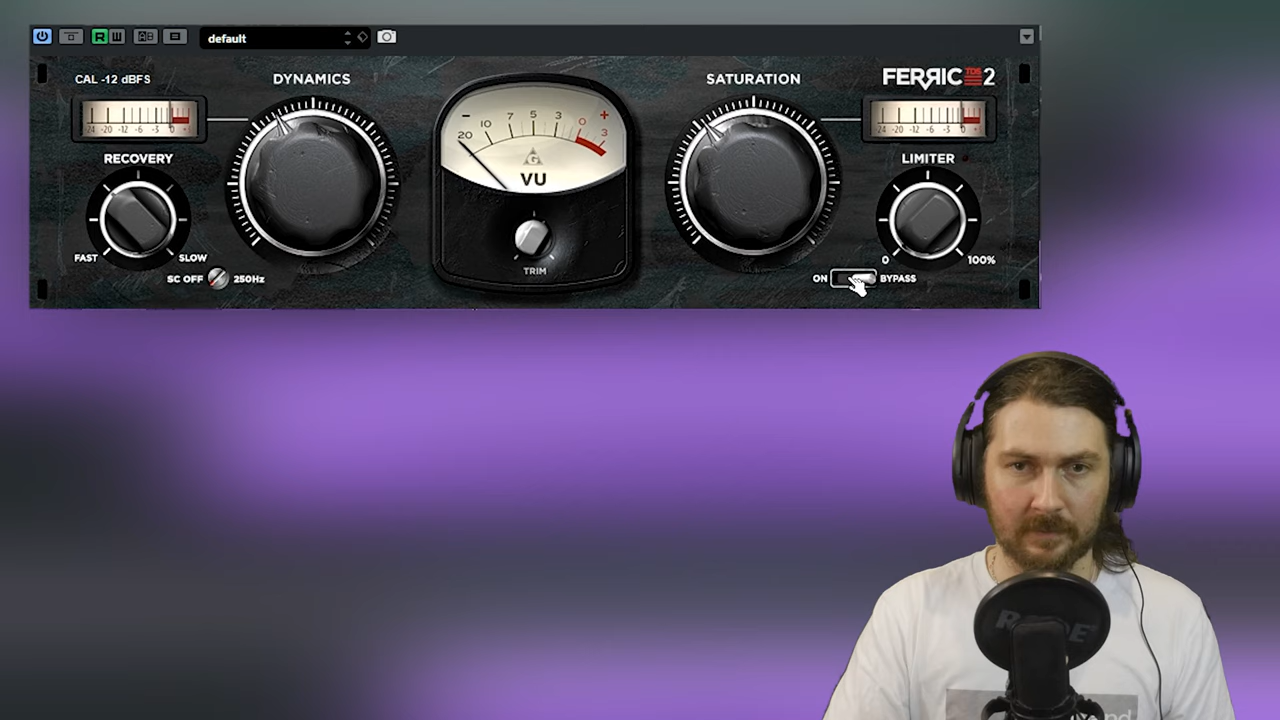 R W
default
CAL -12 dBFS
DYNAMICS
SATURATION
FERRIC TDS 2
24 -20 -12 -6 -3 0 +
- 20 10 7 5 3 0 + 3
24 -20 -12 -6 -3 0 +
RECOVERY
VU
LIMITER
FAST
SLOW
0
100%
TRIM
SC OFF
250Hz
ON
BYPASS
RODE